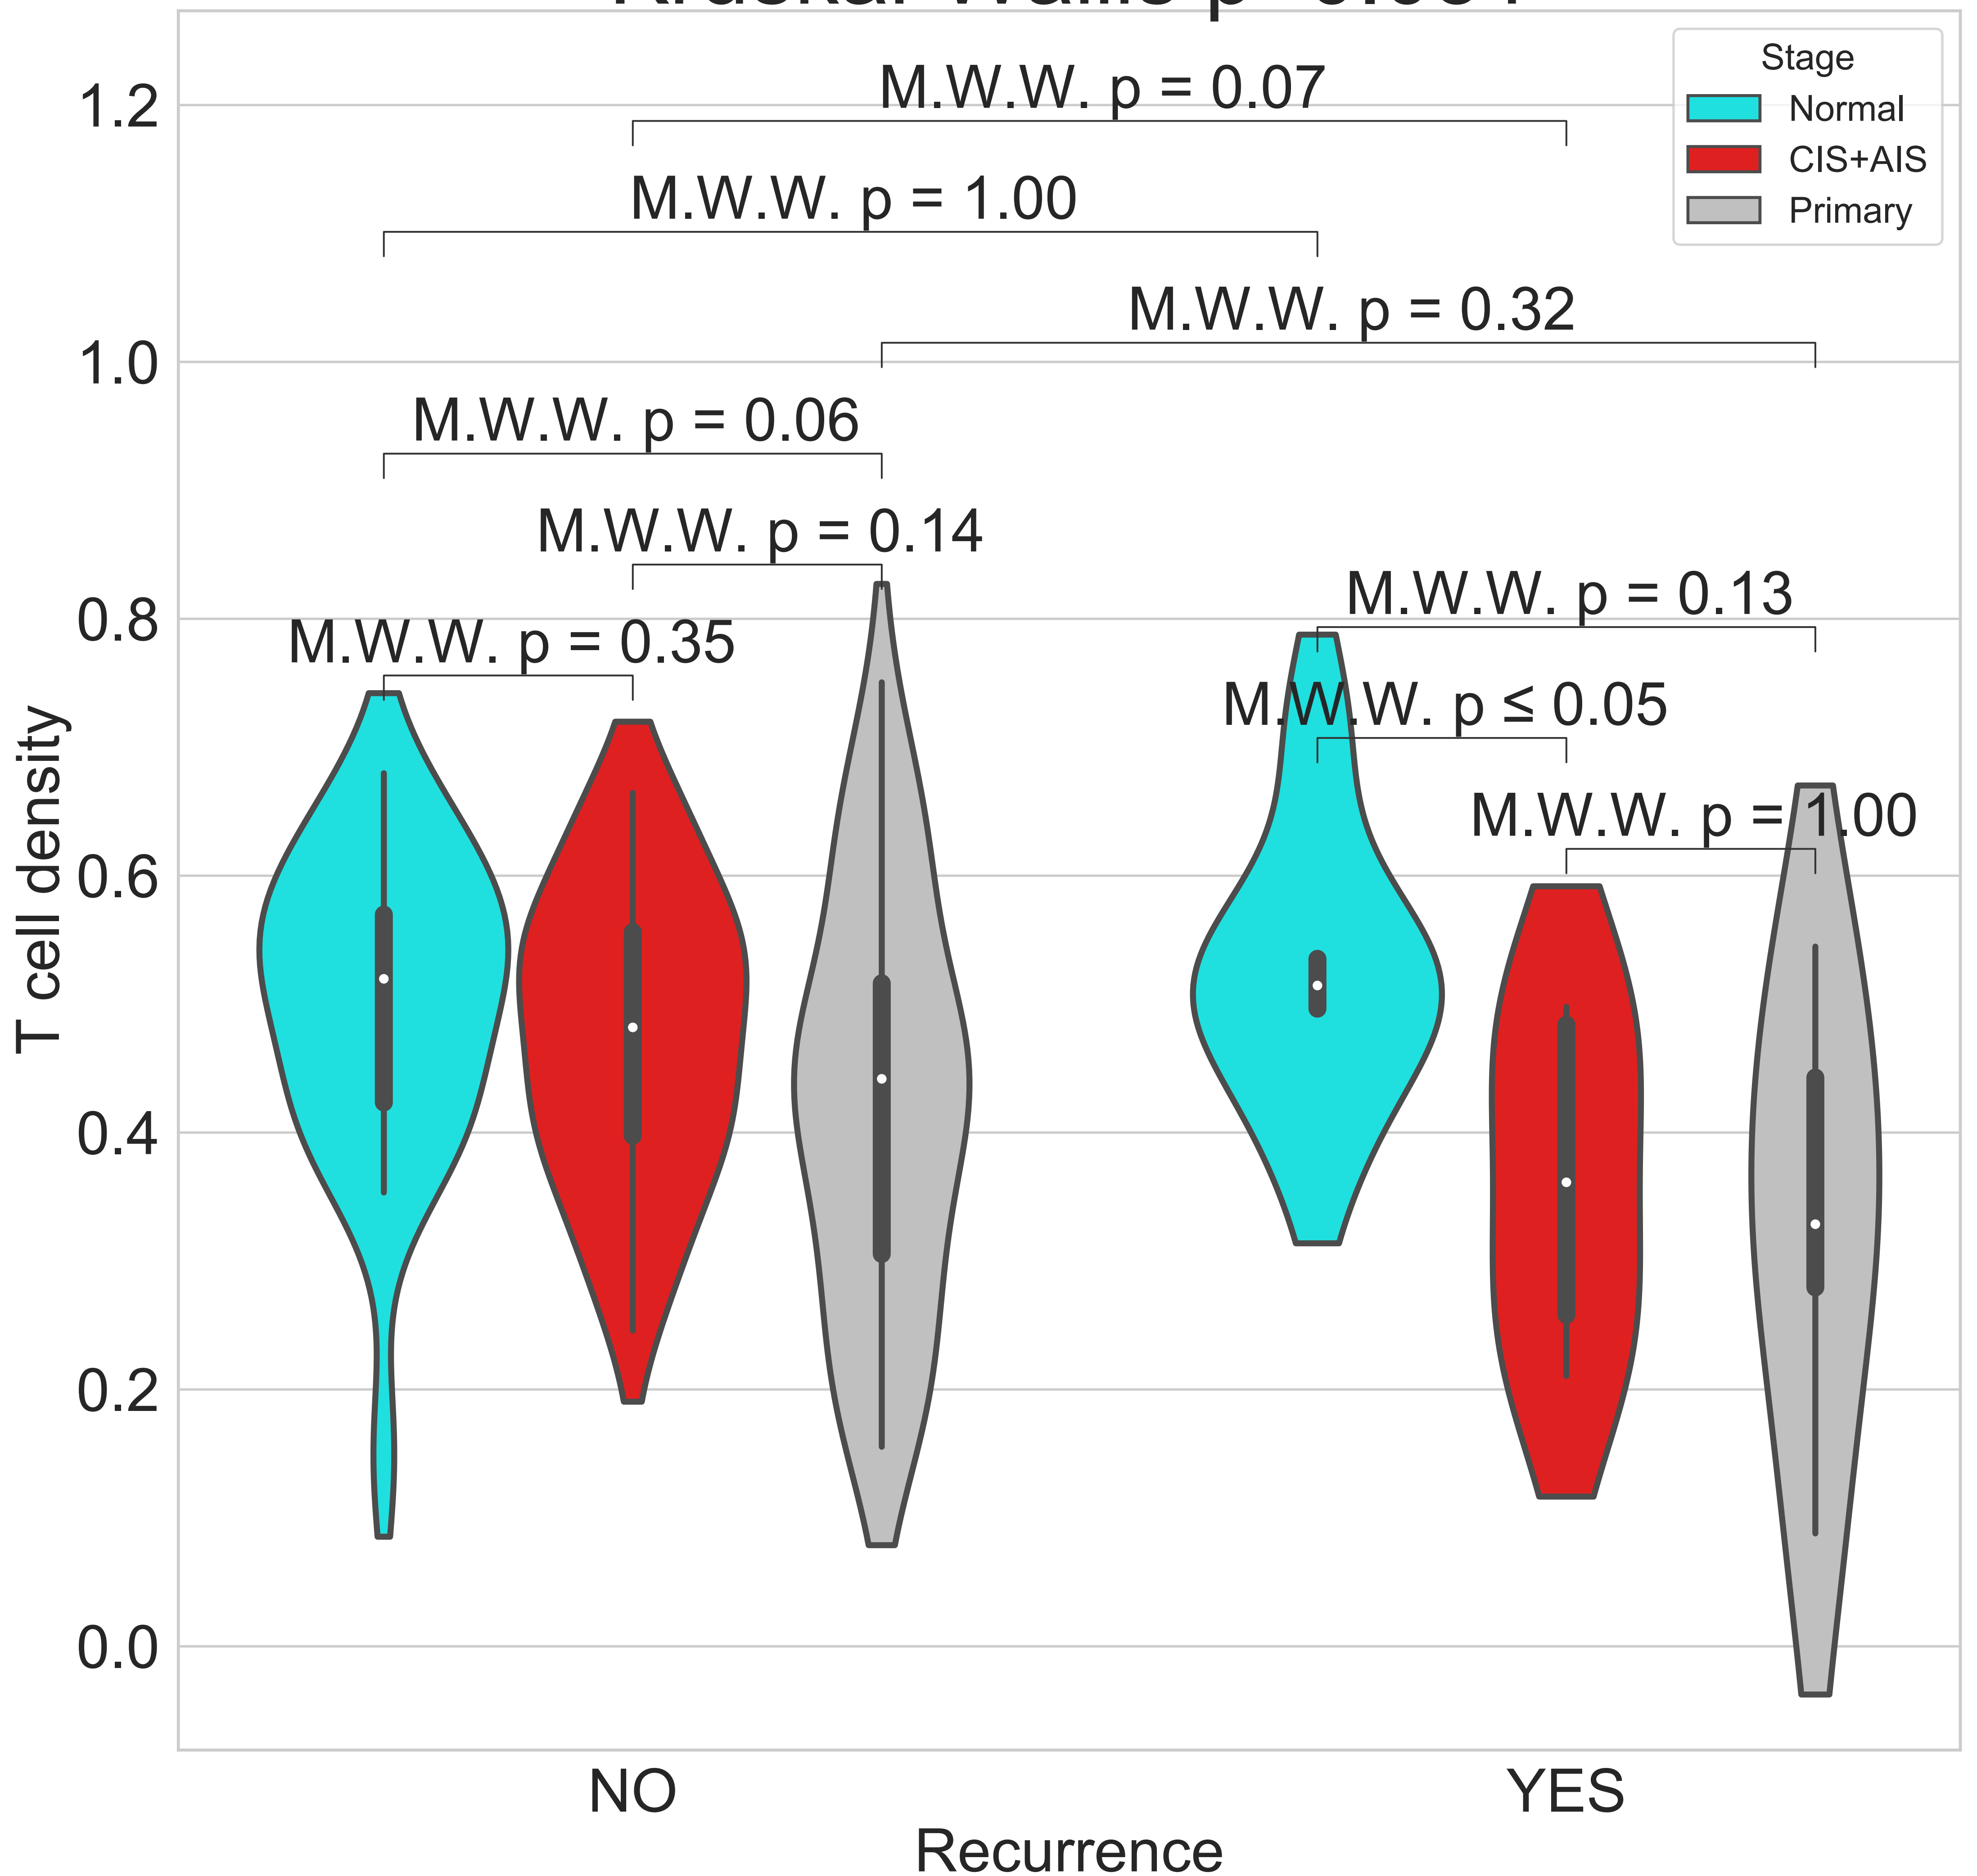 Stage
Normal
CIS+AIS
Primary
M.W.W. p = 0.07
M.W.W. p = 1.00
M.W.W. p = 0.32
M.W.W. p = 0.06
M.W.W. p = 0.14
M.W.W. p = 0.35
M.W.W. p = 0.13
M.W.W. p ≤ 0.05
M.W.W. p = 1.00
1.2
1.0
0.8
0.6
0.4
0.2
0.0
T cell density
NO
YES
Recurrence